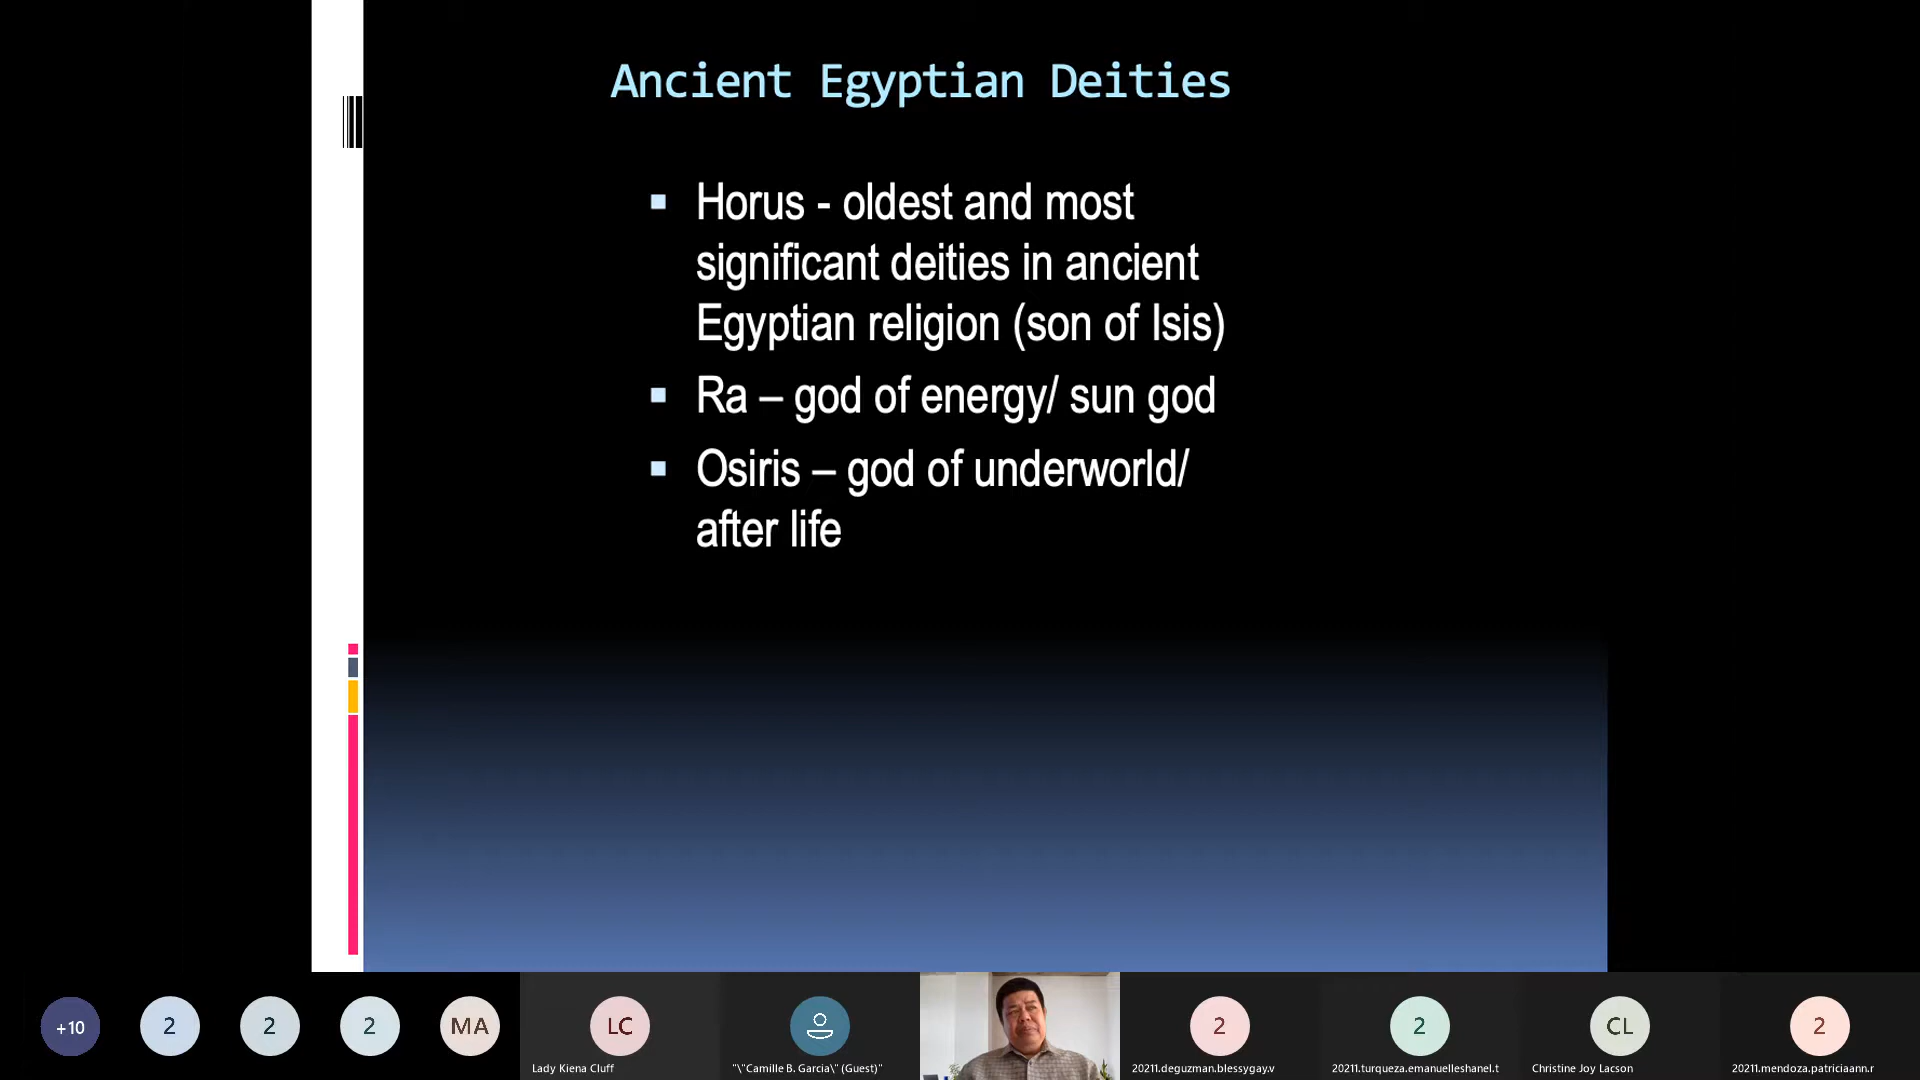 Ancient Egyptian Deities
Horus - oldest and most
significant deities in ancient
Egyptian religion (son of Isis)
Ra – god of energy/ sun god
Osiris – god of underworld/
after life
+10
2
2
2
MA
LC
2
2
CL
2
Lady Kiena Cluff
"\"Camille B. Garcia\" (Guest)"
20211.deguzman.blessygay.v
20211.turqueza.emanuelleshanel.t
Christine Joy Lacson
20211.mendoza.patriciaann.r